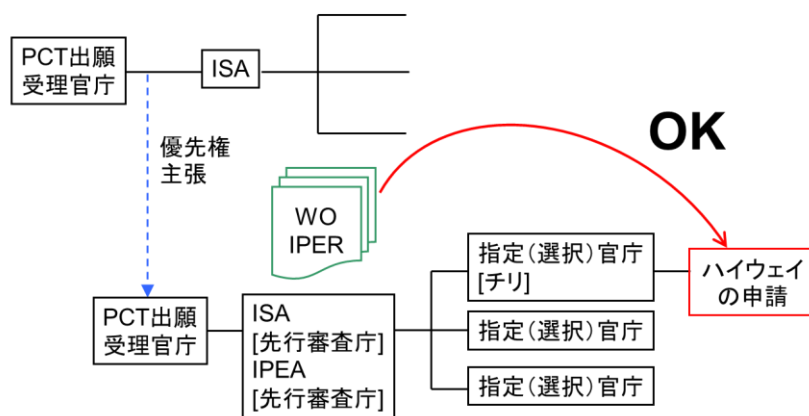 PCT出願
受理官庁
ISA
OK
優先権
主張
WO
IPER
指定(選択)官庁
[チリ]
ハイウェイ
の申請
PCT出願
受理官庁
ISA
[先行審査庁]
IPEA
[先行審査庁]
指定(選択)官庁
指定(選択)官庁